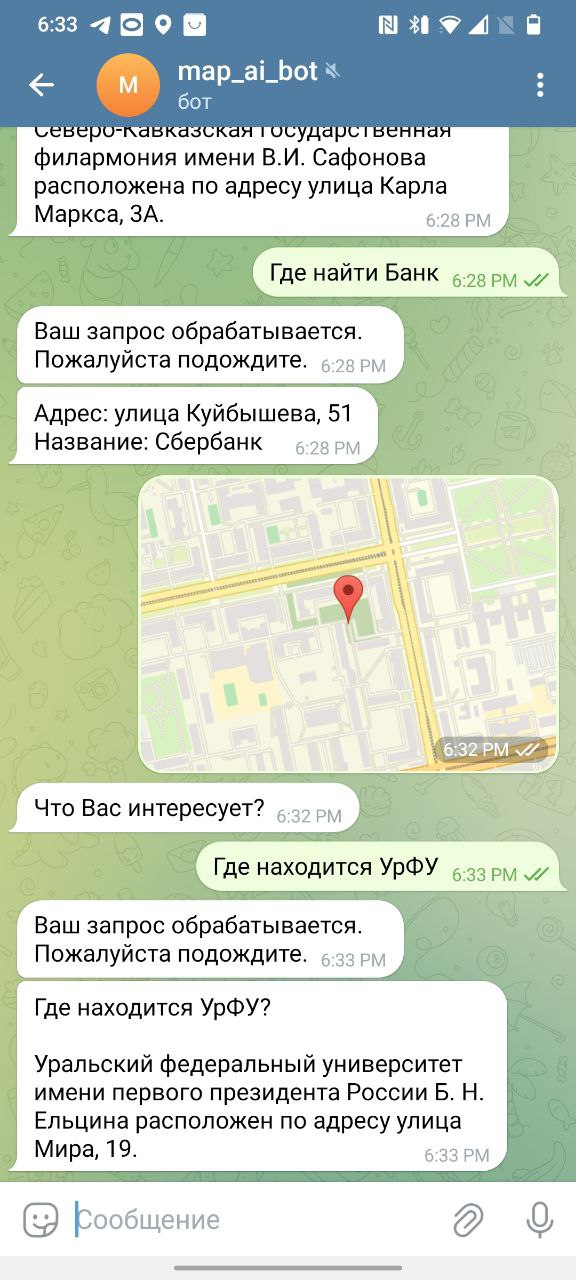 6:33
M
map_ai_bot
бот
Северо-Кавказская государственная
филармония имени В.И. Сафонова
расположена по адресу улица Карла
Маркса, 3А.
6:28 PM
Где найти Банк 6:28 PM
Ваш запрос обрабатывается.
Пожалуйста подождите. 6:28 PM
Адрес: улица Куйбышева, 51
Название: Сбербанк 6:28 PM
6:32 PM
Что Вас интересует? 6:32 PM
Где находится УрФУ 6:33 PM
Ваш запрос обрабатывается.
Пожалуйста подождите. 6:33 PM
Где находится УрФУ?
Уральский федеральный университет
имени первого президента России Б. Н.
Ельцина расположен по адресу улица
Мира, 19.
6:33 PM
Сообщение